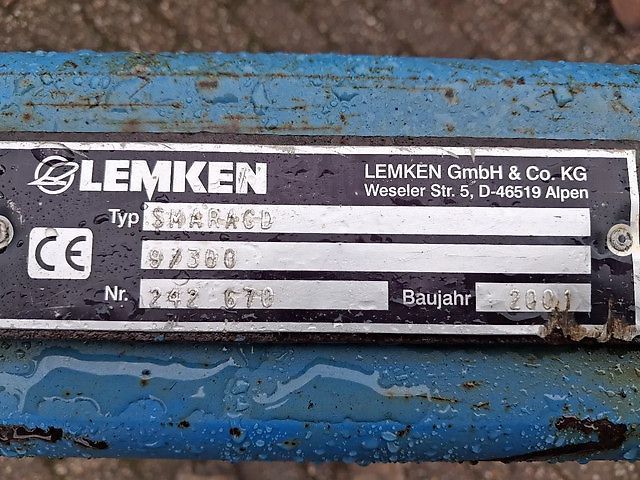 LEMKEN
LEMKEN GmbH & Co. KG
Weseler Str. 5, D-46519 Alpen
Typ SMARAGD
9/300
CE
Nr. 242 670 Baujahr 2001